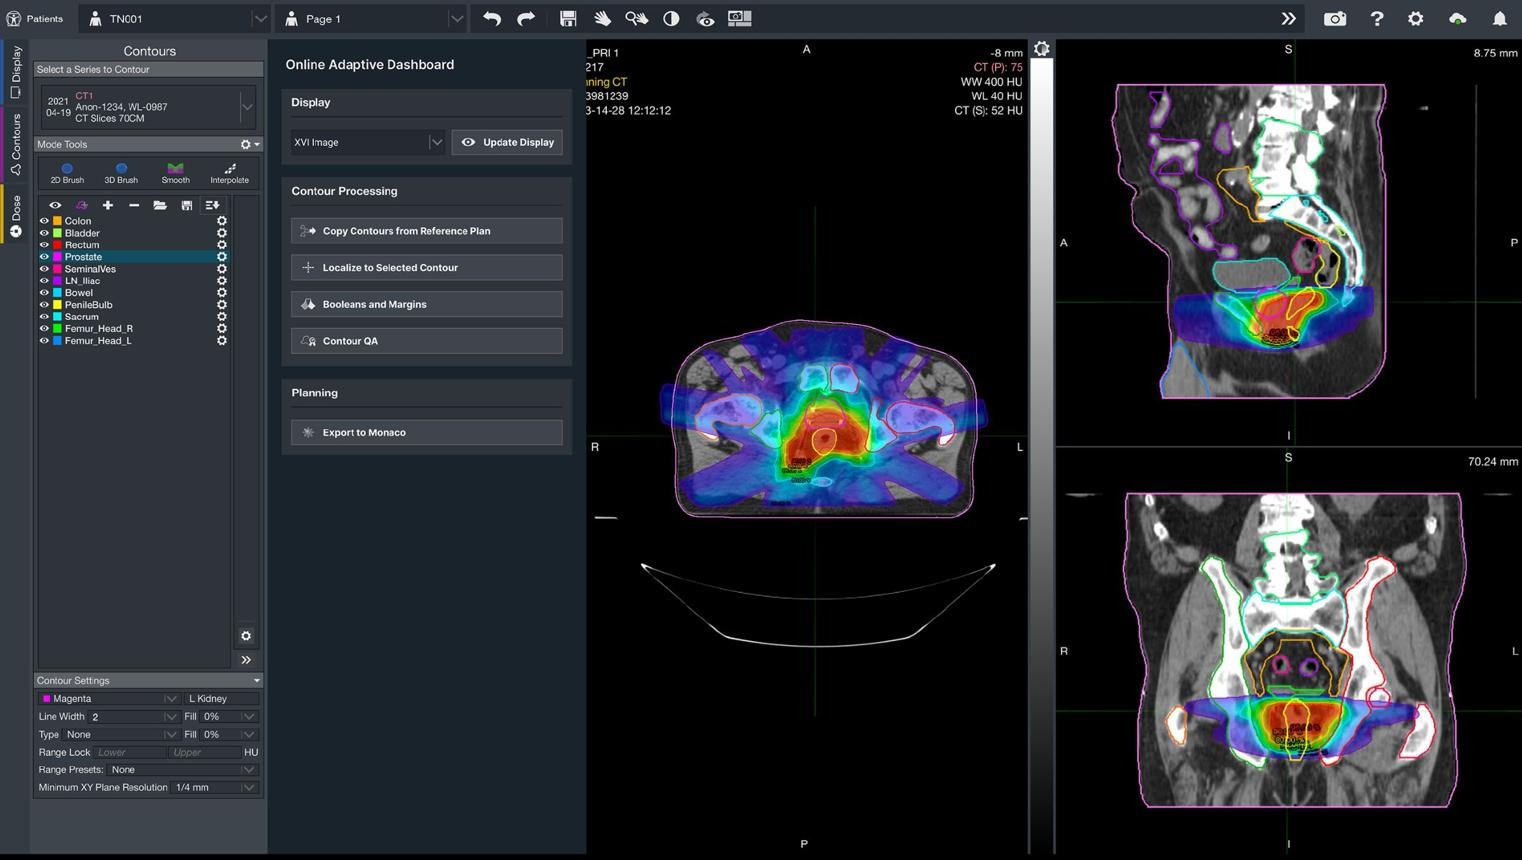 Patients
TN001
Page 1
Display
Contours
Dose
Contours
Select a Series to Contour
2021
04-19
CT1
Anon-1234, WL-0987
CT Slices 70CM
Mode Tools
2D Brush
3D Brush
Smooth
Interpolate
Colon
Bladder
Rectum
Prostate
SeminalVes
LN_Iliac
Bowel
PenileBulb
Sacrum
Femur_Head_R
Femur_Head_L
Contour Settings
Magenta
L Kidney
Line Width 2
Fill 0%
Type None
Fill 0%
Range Lock Lower Upper HU
Range Presets: None
Minimum XY Plane Resolution 1/4 mm
Online Adaptive Dashboard
Display
XVI Image
Update Display
Contour Processing
Copy Contours from Reference Plan
Localize to Selected Contour
Booleans and Margins
Contour QA
Planning
Export to Monaco
_PRI 1
217
nning CT
3981239
3-14-28 12:12:12
A
-8 mm
CT (P): 75
WW 400 HU
WL 40 HU
CT (S): 52 HU
R
L
P
S
8.75 mm
A
P
I
S
70.24 mm
R
L
I